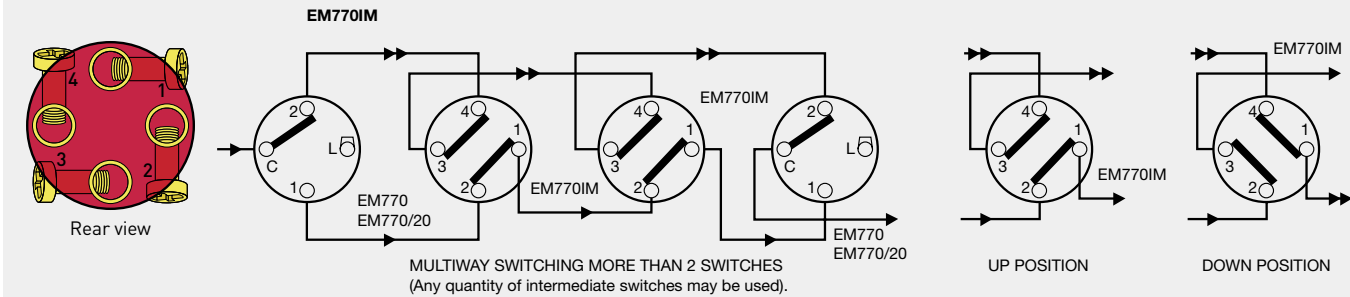 EM770IM
4
1
3
2
Rear view
2
C
L
1
EM770
EM770/20
4
1
3
2
EM770IM
4
1
3
2
EM770IM
2
C
L
1
EM770
EM770/20
MULTIWAY SWITCHING MORE THAN 2 SWITCHES
(Any quantity of intermediate switches may be used).
4
1
3
2
EM770IM
UP POSITION
EM770IM
4
1
3
2
DOWN POSITION